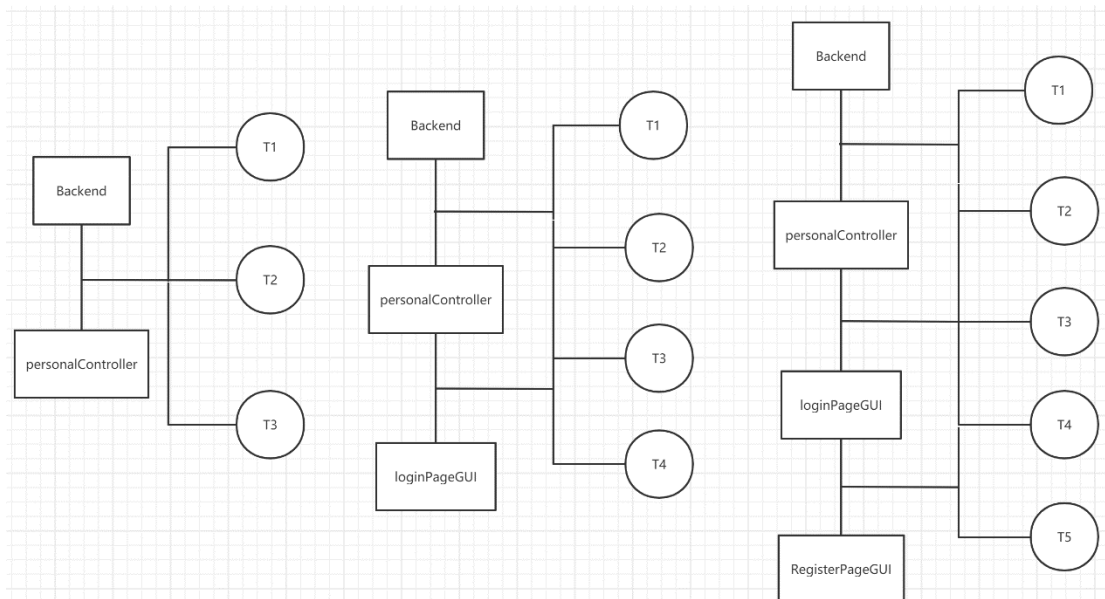 Backend
T1
T2
personalController
T3
Backend
T1
T2
personalController
T3
loginPageGUI
T4
Backend
T1
T2
personalController
T3
loginPageGUI
T4
T5
RegisterPageGUI